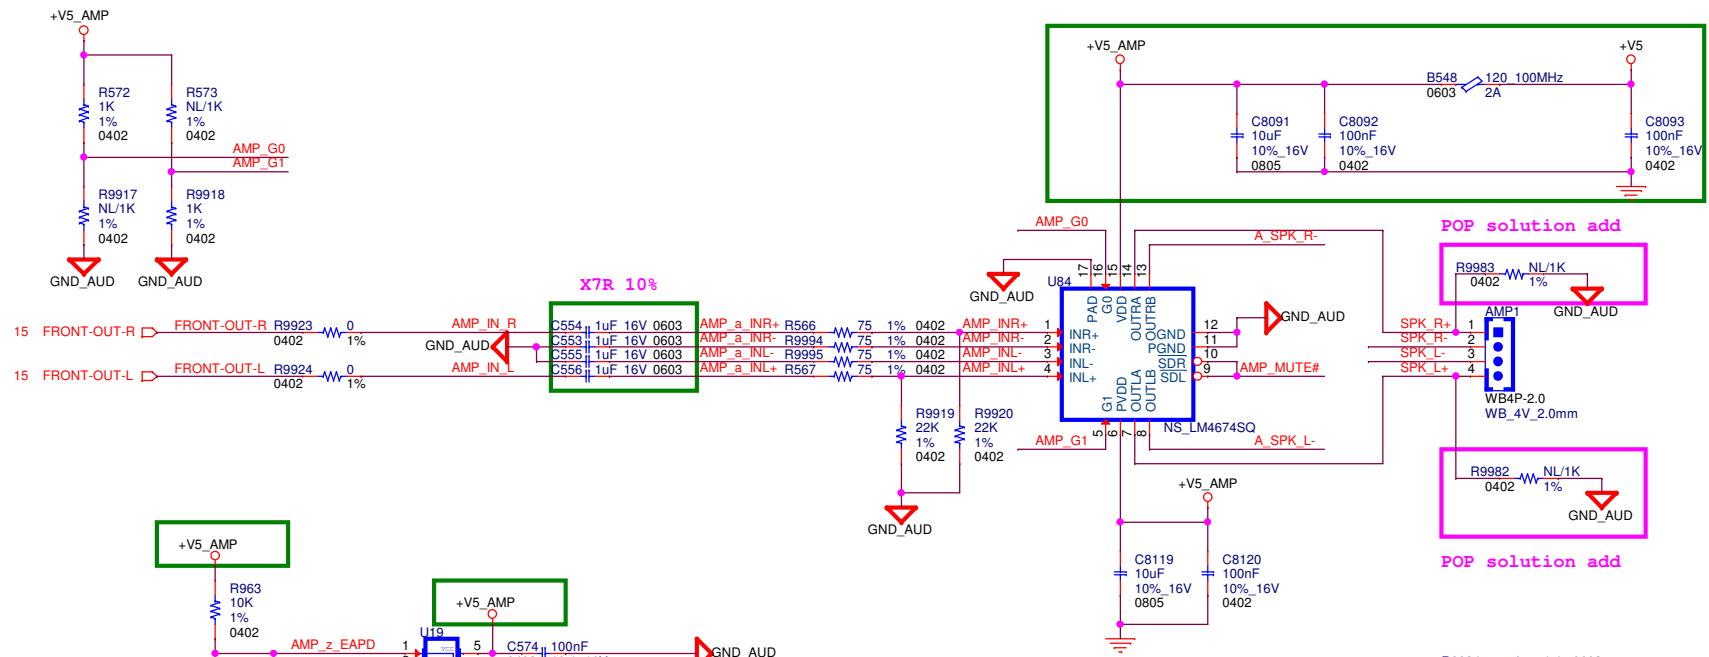 +V5_AMP
R572
1K
1%
0402
R573
NL/1K
1%
0402
AMP_G0
AMP_G1
R9917
NL/1K
1%
0402
R9918
1K
1%
0402
GND_AUD
GND_AUD
+V5_AMP
+V5
B548
0603
120_100MHz
2A
C8091
10uF
10%_16V
0805
C8092
100nF
10%_16V
0402
C8093
100nF
10%_16V
0402
POP solution add
R9983
0402
NL/1K
1%
GND_AUD
X7R 10%
15 FRONT-OUT-R
FRONT-OUT-R
R9923
0402
0
1%
AMP_IN_R
GND_AUD
15 FRONT-OUT-L
FRONT-OUT-L
R9924
0402
0
1%
AMP_IN_L
C554 1uF 16V 0603
C553 1uF 16V 0603
C555 1uF 16V 0603
C556 1uF 16V 0603
AMP_a_INR+ R566 75 1% 0402 AMP_INR+ 1
AMP_a_INR- R9994 75 1% 0402 AMP_INR- 2
AMP_a_INL- R9995 75 1% 0402 AMP_INL- 3
AMP_a_INL+ R567 75 1% 0402 AMP_INL+ 4
R9919
22K
1%
0402
R9920
22K
1%
0402
GND_AUD
AMP_G0
A_SPK_R-
GND_AUD
U84
17
16
15
14
13
PAD
G0
VDD
OUTRA
OUTRB
INR+
INR-
INL-
INL+
OGND
PGND
SDR
SDL
12
11
10
9
G1
PVDD
OUTLA
OUTLB
5
6
7
8
NS_LM4674SQ
GND_AUD
AMP_MUTE#
AMP_G1
A_SPK_L-
AMP1
SPK_R+ 1
SPK_R- 2
SPK_L- 3
SPK_L+ 4
WB4P-2.0
WB_4V_2.0mm
R9982
0402
NL/1K
1%
GND_AUD
POP solution add
+V5_AMP
C8119
10uF
10%_16V
0805
C8120
100nF
10%_16V
0402
+V5_AMP
R963
10K
1%
0402
AMP_z_EAPD
1
U19
VCC
5
+V5_AMP
C574 100nF
GND_AUD